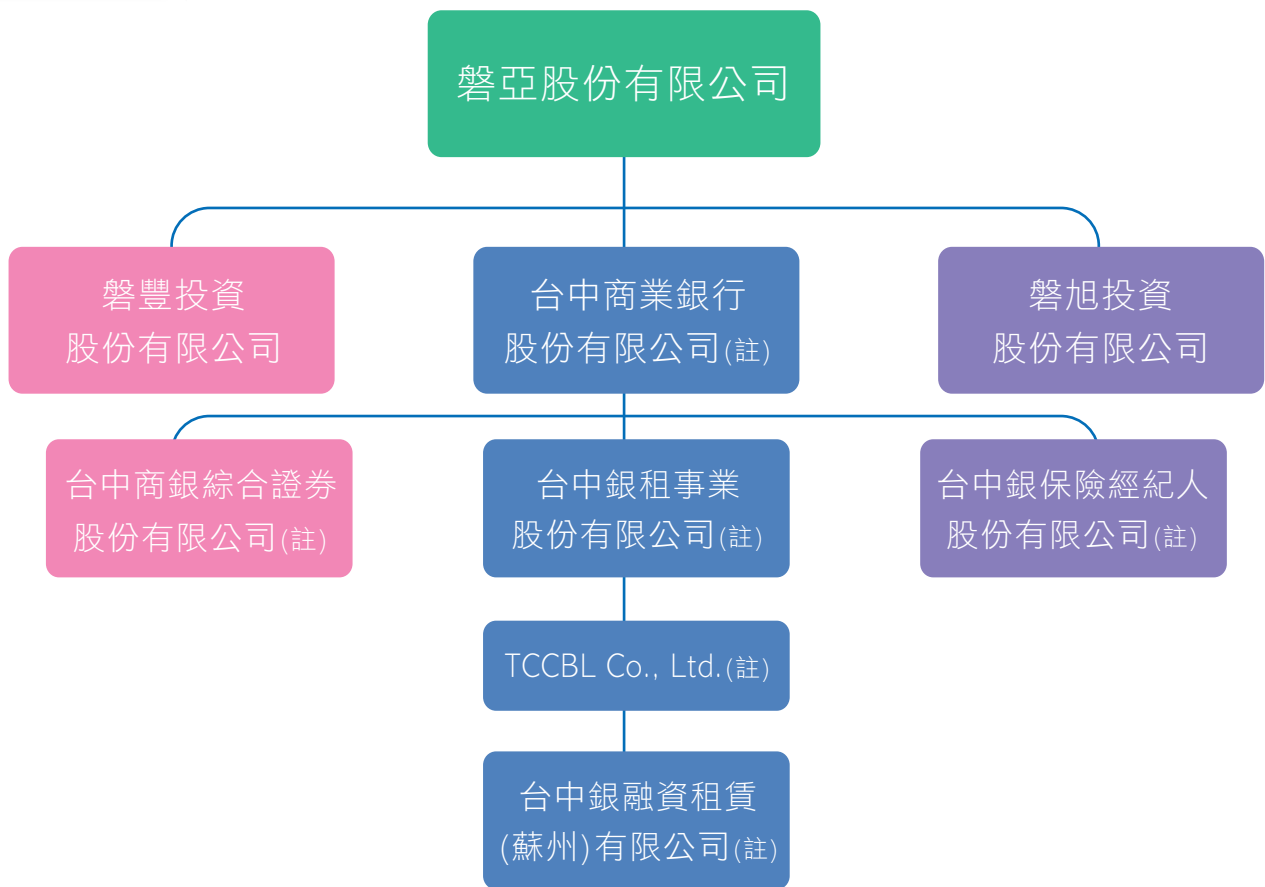 磐亞股份有限公司
磐豐投資
股份有限公司
台中商業銀行
股份有限公司(註)
磐旭投資
股份有限公司
台中商銀綜合證券
股份有限公司(註)
台中銀租事業
股份有限公司(註)
台中銀保險經紀人
股份有限公司(註)
TCCBL Co., Ltd.(註)
台中銀融資租賃
(蘇州)有限公司(註)